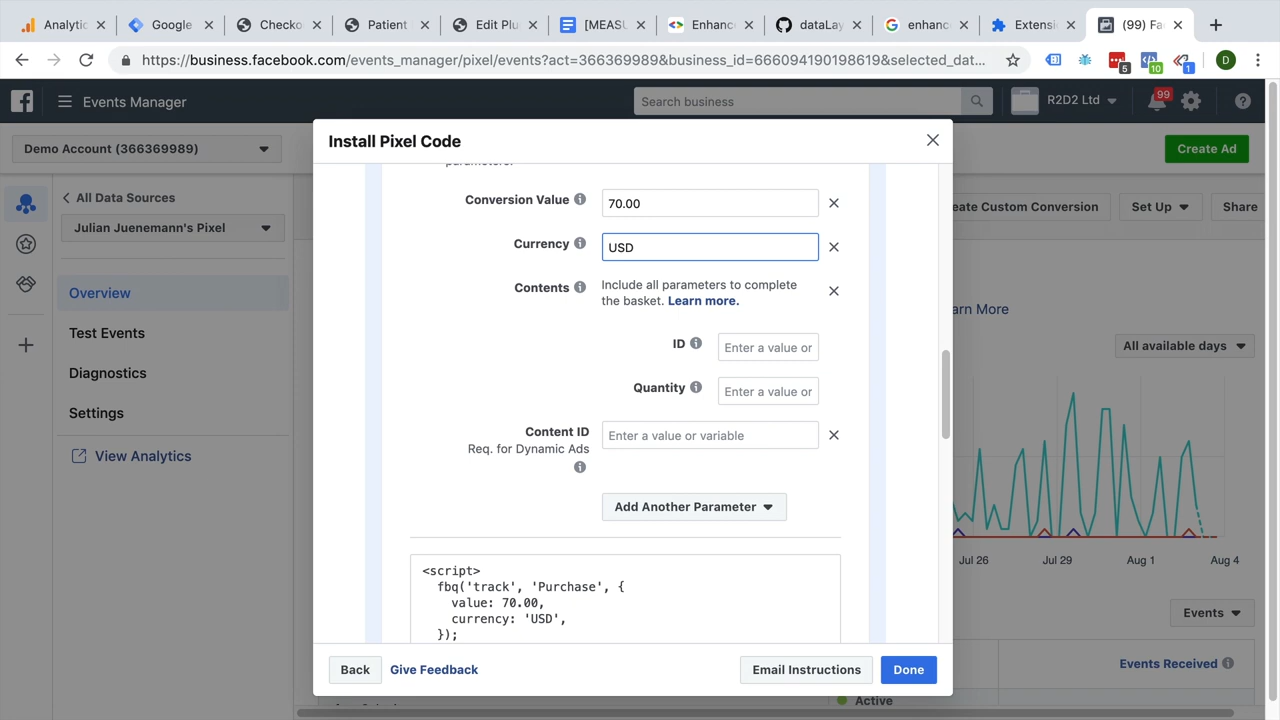 Analytic
Google
Checko
Patient
Edit Plu
[MEASU
Enhanc
dataLay
enhanc
Extensi
(99) Fa
https://business.facebook.com/events_manager/pixel/events?act=366369989&business_id=666094190198619&selected_dat...
5
10
1
D
Events Manager
Search business
R2D2 Ltd
99
Demo Account (366369989)
Create Ad
All Data Sources
Julian Juenemann's Pixel
Overview
Test Events
Diagnostics
Settings
View Analytics
Install Pixel Code
parameters.
Conversion Value
70.00
Currency
USD
Contents
Include all parameters to complete
the basket. Learn more.
ID
Enter a value or
Quantity
Enter a value or
Content ID
Req. for Dynamic Ads
Enter a value or variable
Add Another Parameter
<script>
fbq('track', 'Purchase', {
value: 70.00,
currency: 'USD',
});
Back
Give Feedback
Email Instructions
Done
eate Custom Conversion
Set Up
Share
arn More
All available days
Jul 26
Jul 29
Aug 1
Aug 4
Events
Events Received
Active